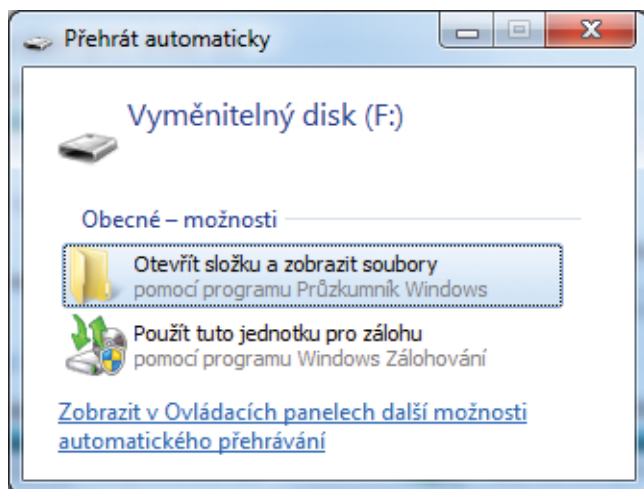 Přehrát automaticky
Vyměnitelný disk (F:)
Obecné – možnosti
Otevřít složku a zobrazit soubory
pomocí programu Průzkumník Windows
Použít tuto jednotku pro zálohu
pomocí programu Windows Zálohování
Zobrazit v Ovládacích panelech další možnosti
automatického přehrávání